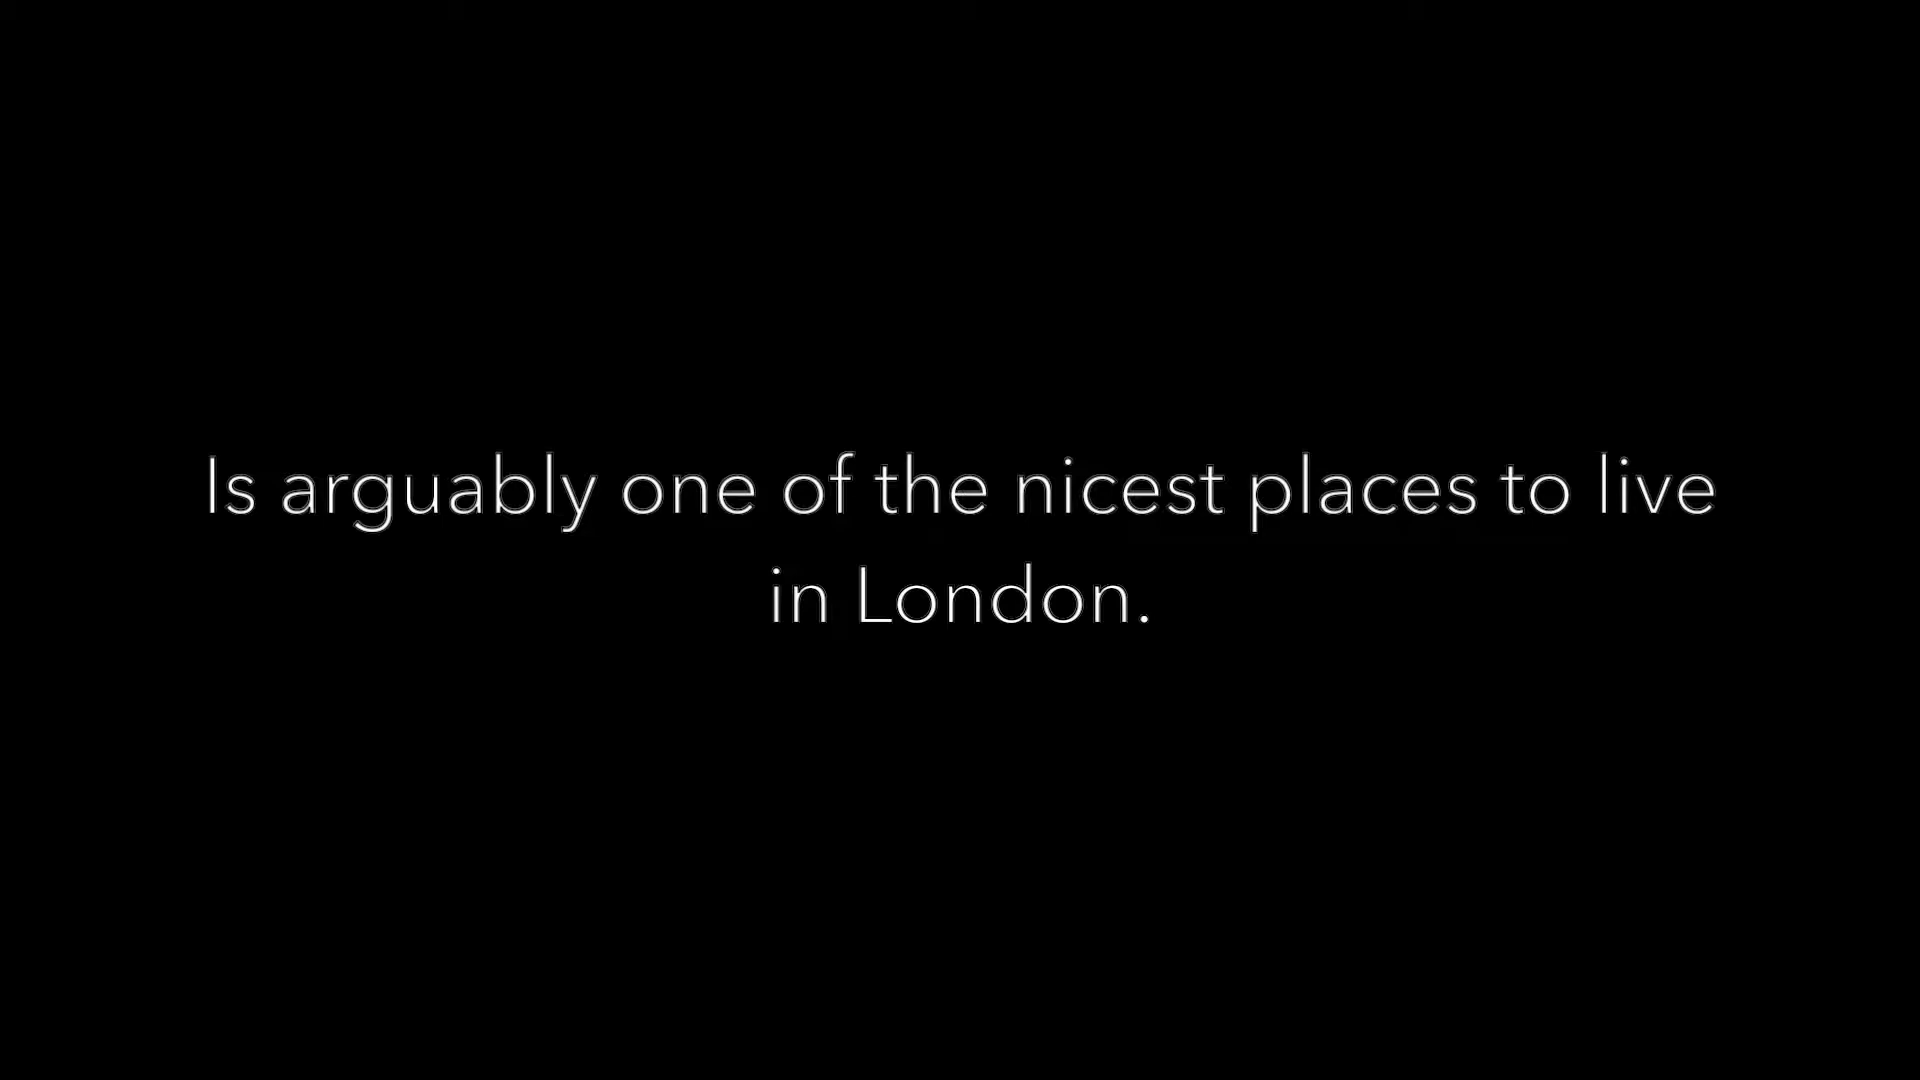 Is arguably one of the nicest places to live
in London.